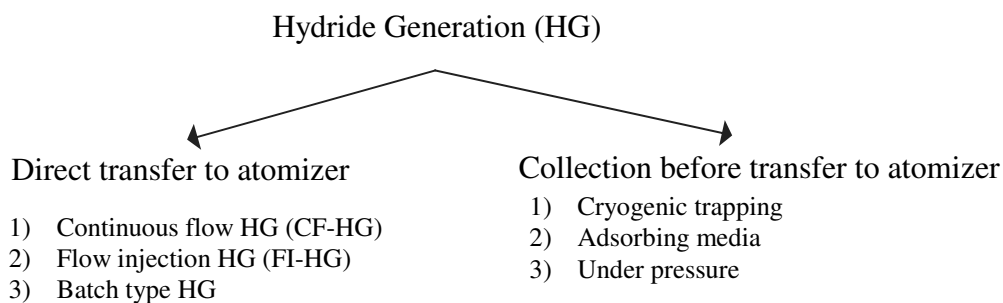 Hydride Generation (HG)
Direct transfer to atomizer
1) Continuous flow HG (CF-HG)
2) Flow injection HG (FI-HG)
3) Batch type HG
Collection before transfer to atomizer
1) Cryogenic trapping
2) Adsorbing media
3) Under pressure